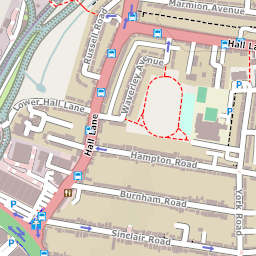 Marmion Avenue
Russell Road
Hall Lane
Waverley Avenue
Lower Hall Lane
Hall Lane
P
P
Hampton Road
Burnham Road
York Road
Sinclair Road